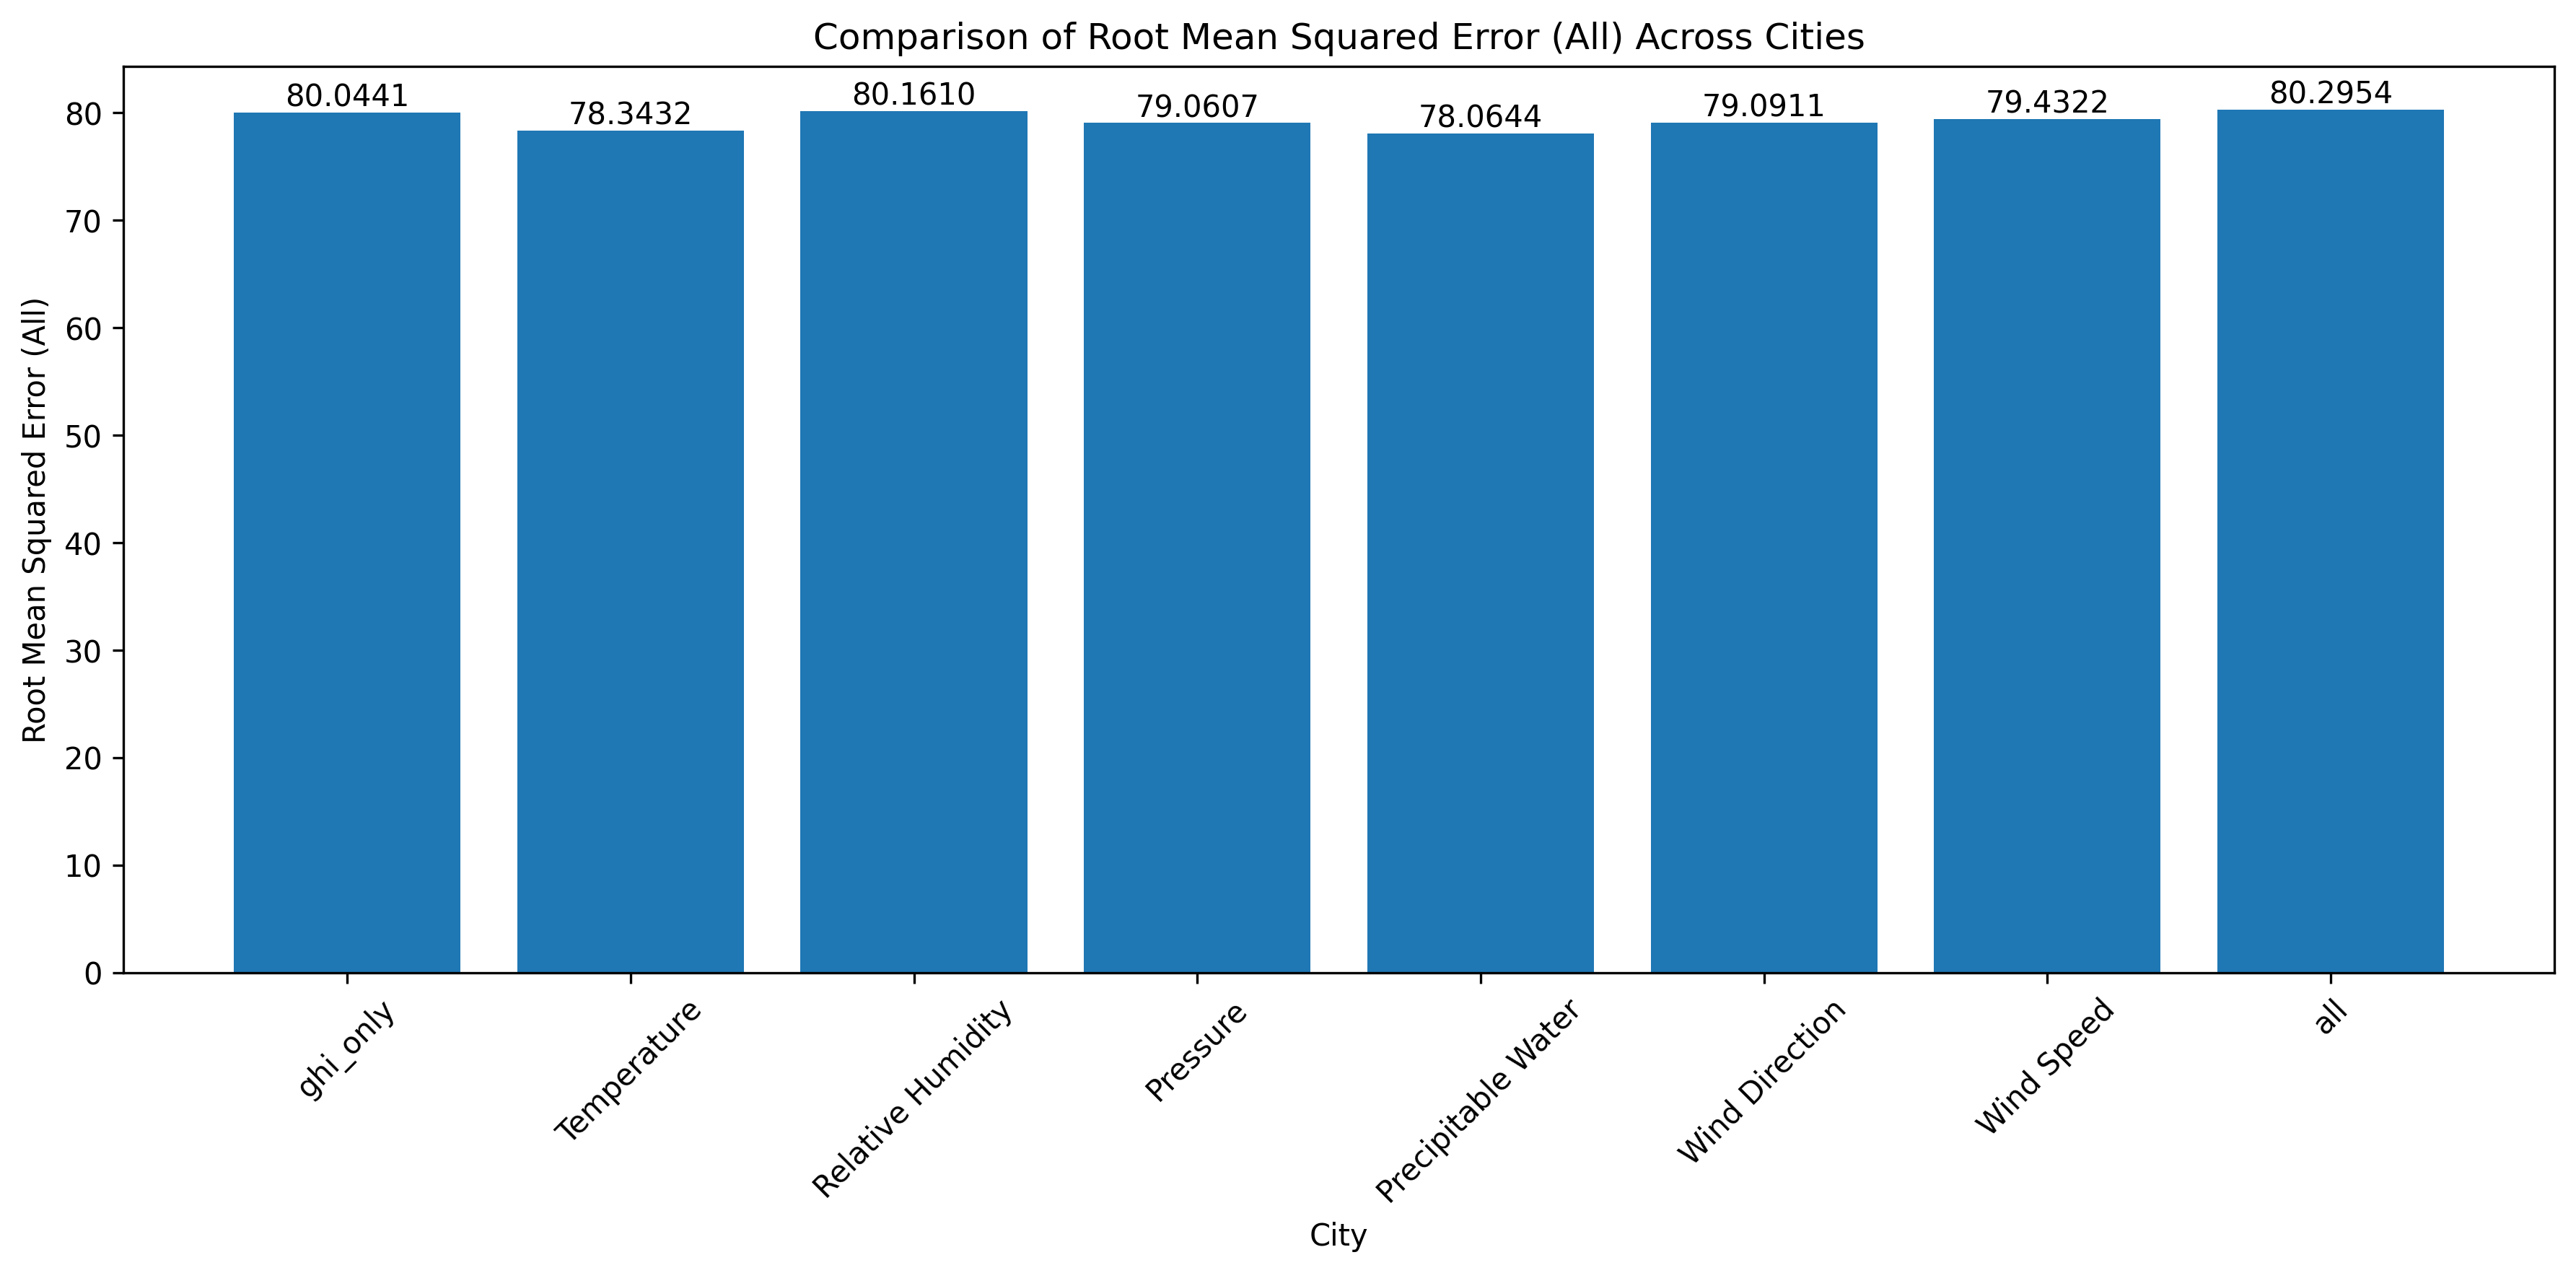 Comparison of Root Mean Squared Error (All) Across Cities
Root Mean Squared Error (All)
80
70
60
50
40
30
20
10
0
80.0441
78.3432
80.1610
79.0607
78.0644
79.0911
79.4322
80.2954
ghi_only
Temperature
Relative Humidity
Pressure
Precipitable Water
Wind Direction
Wind Speed
all
City